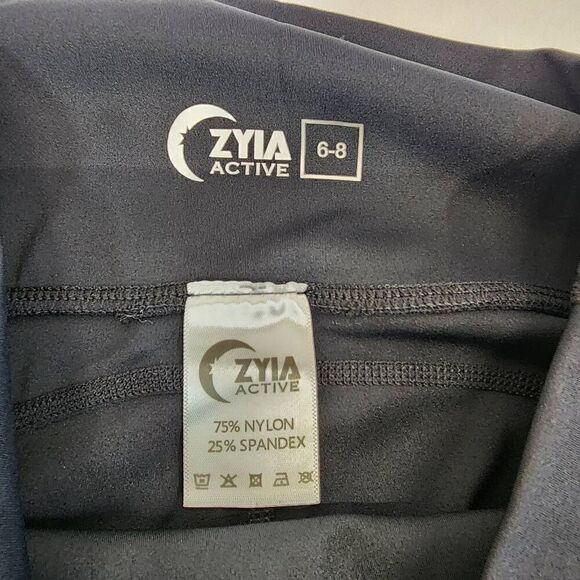 ZYIA
ACTIVE
6-8
ZYIA
ACTIVE
75% NYLON
25% SPANDEX